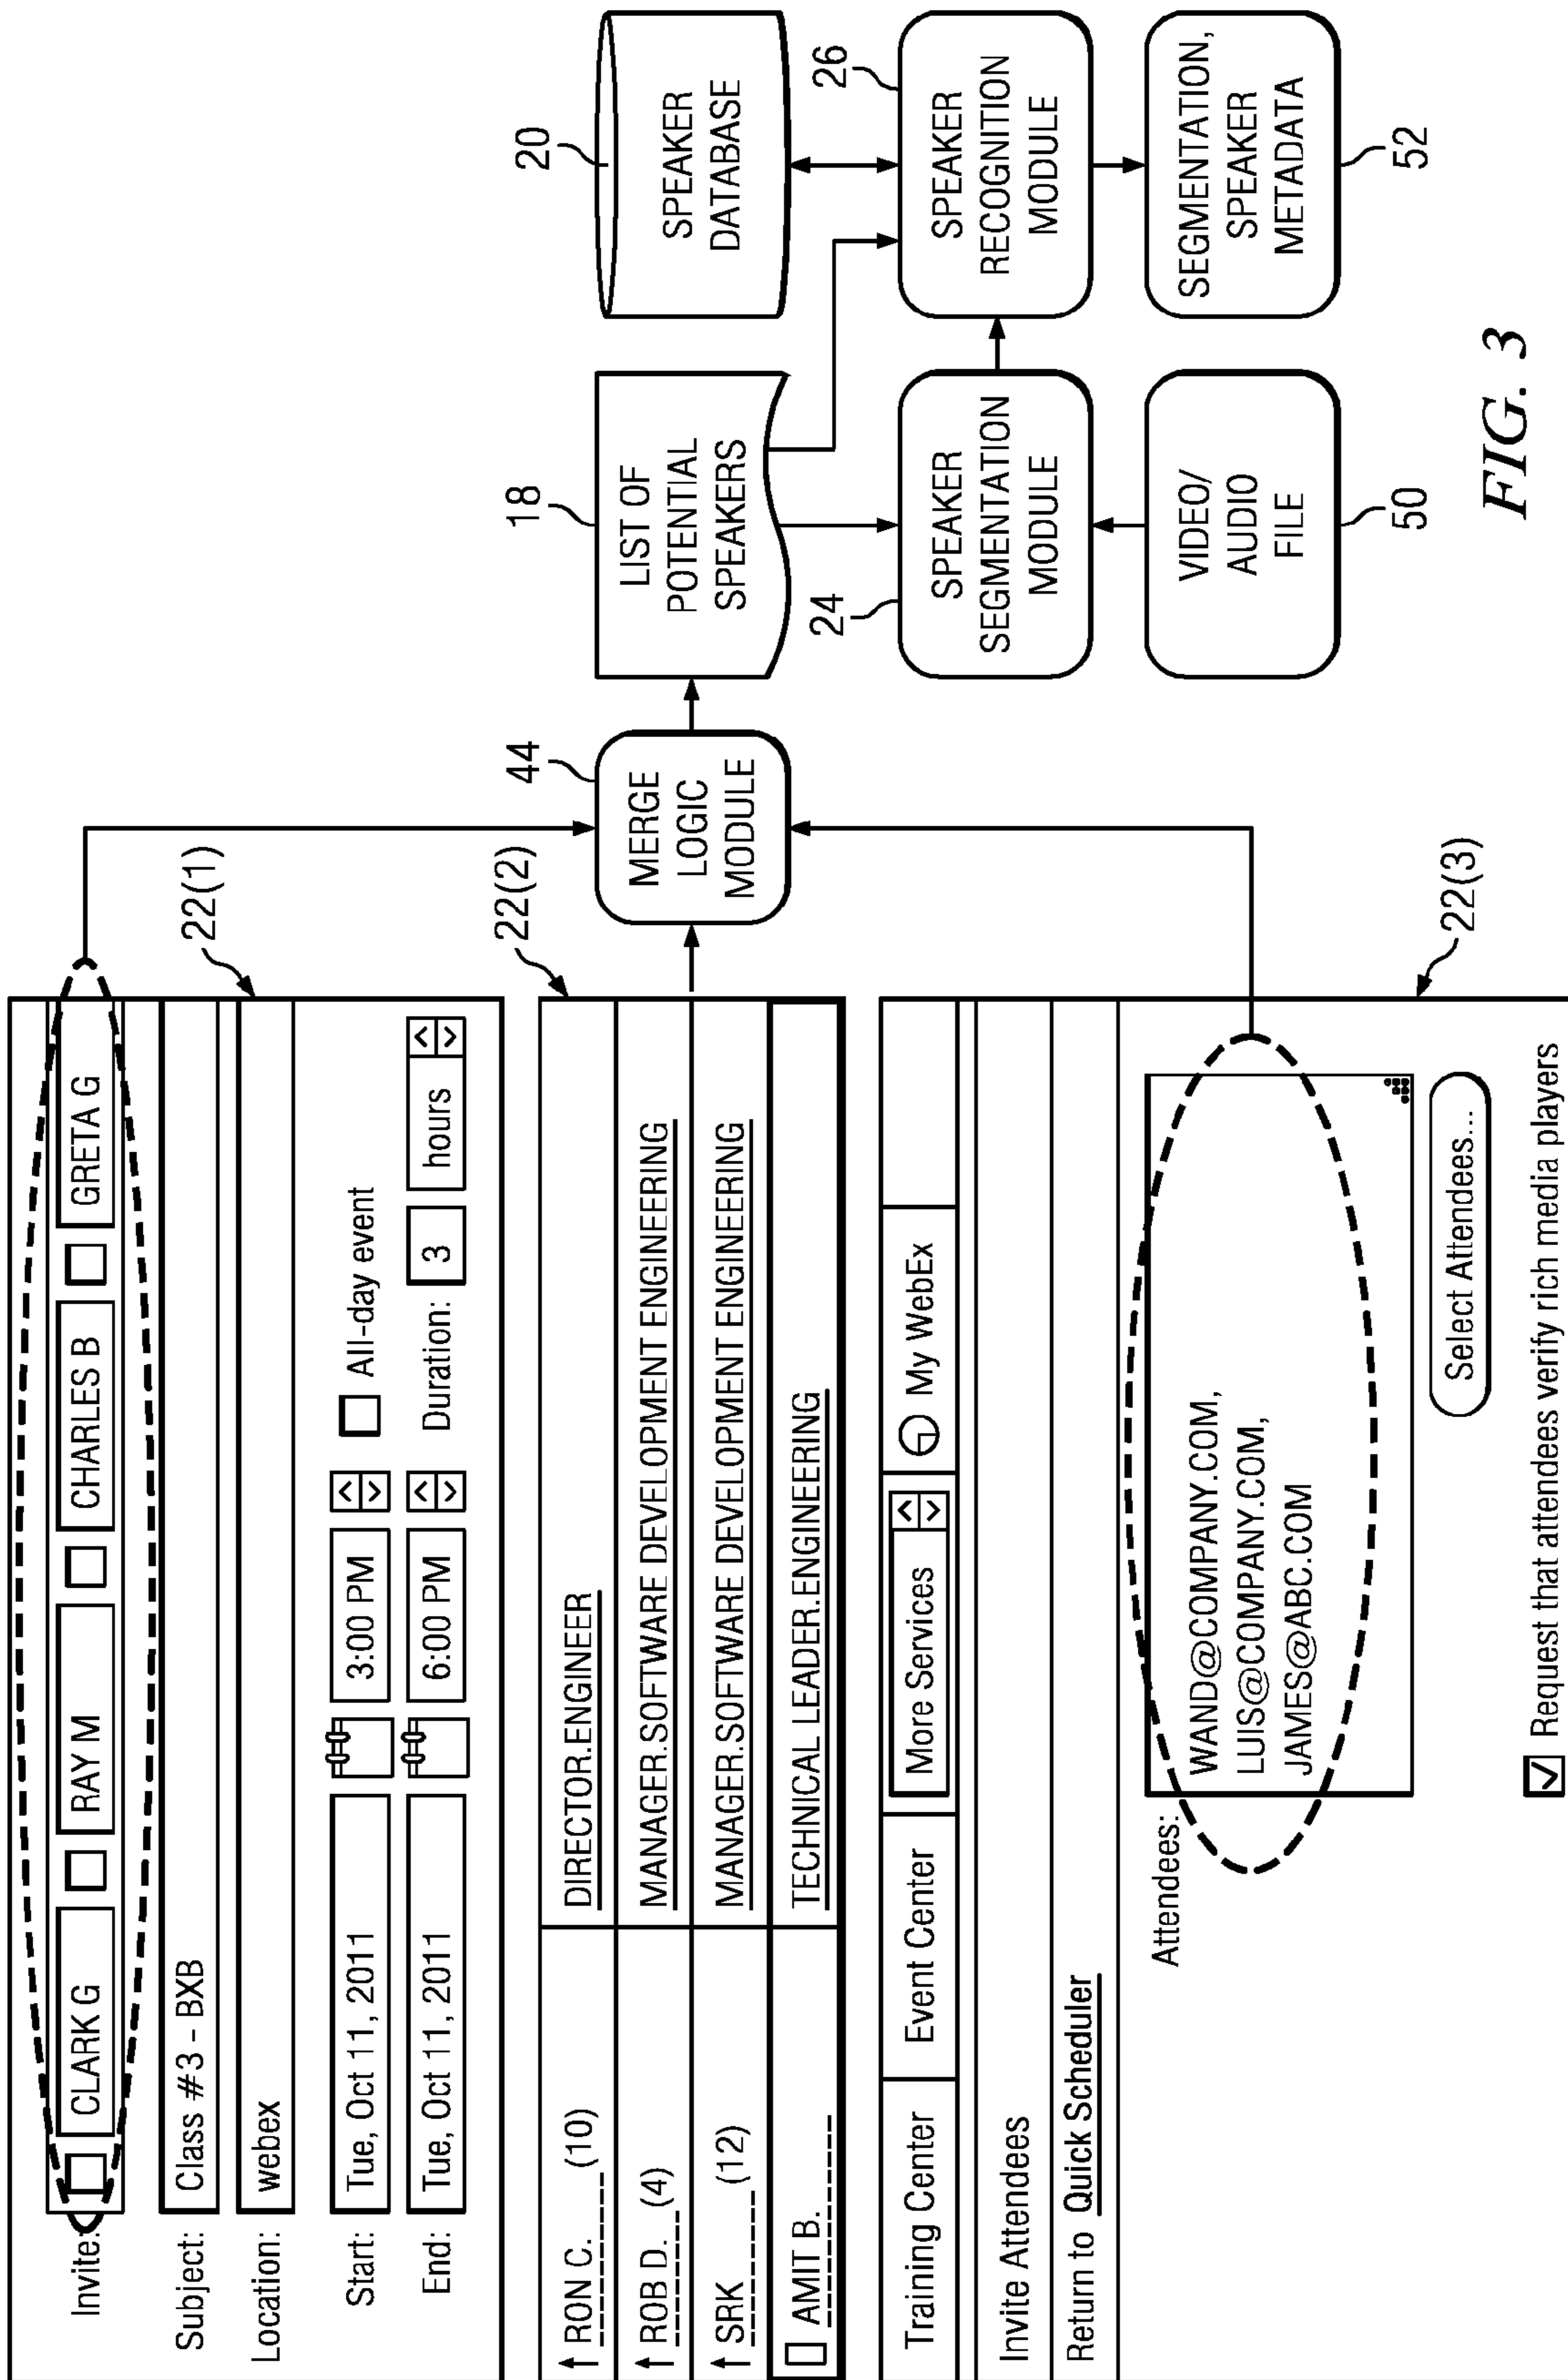 Invite:
CLARK G
RAY M
CHARLES B
GRETA G
Subject: Class #3 - BXB
Location: webex
22(1)
Start: Tue, Oct 11, 2011 3:00 PM All-day event
End: Tue, Oct 11, 2011 6:00 PM Duration: 3 hours
22(2)
RON C. (10) DIRECTOR.ENGINEER
ROB D. (4) MANAGER.SOFTWARE DEVELOPMENT ENGINEERING
SRK (12) MANAGER.SOFTWARE DEVELOPMENT ENGINEERING
AMIT B. TECHNICAL LEADER.ENGINEERING
Training Center Event Center More Services My WebEx
Invite Attendees
Return to Quick Scheduler
Attendees:
WAND@COMPANY.COM,
LUIS@COMPANY.COM,
JAMES@ABC.COM
22(3)
Select Attendees...
Request that attendees verify rich media players
44
MERGE
LOGIC
MODULE
18
LIST OF
POTENTIAL
SPEAKERS
20
SPEAKER
DATABASE
24
SPEAKER
SEGMENTATION
MODULE
26
SPEAKER
RECOGNITION
MODULE
VIDEO/
AUDIO
FILE
50
SEGMENTATION,
SPEAKER
METADATA
52
FIG. 3